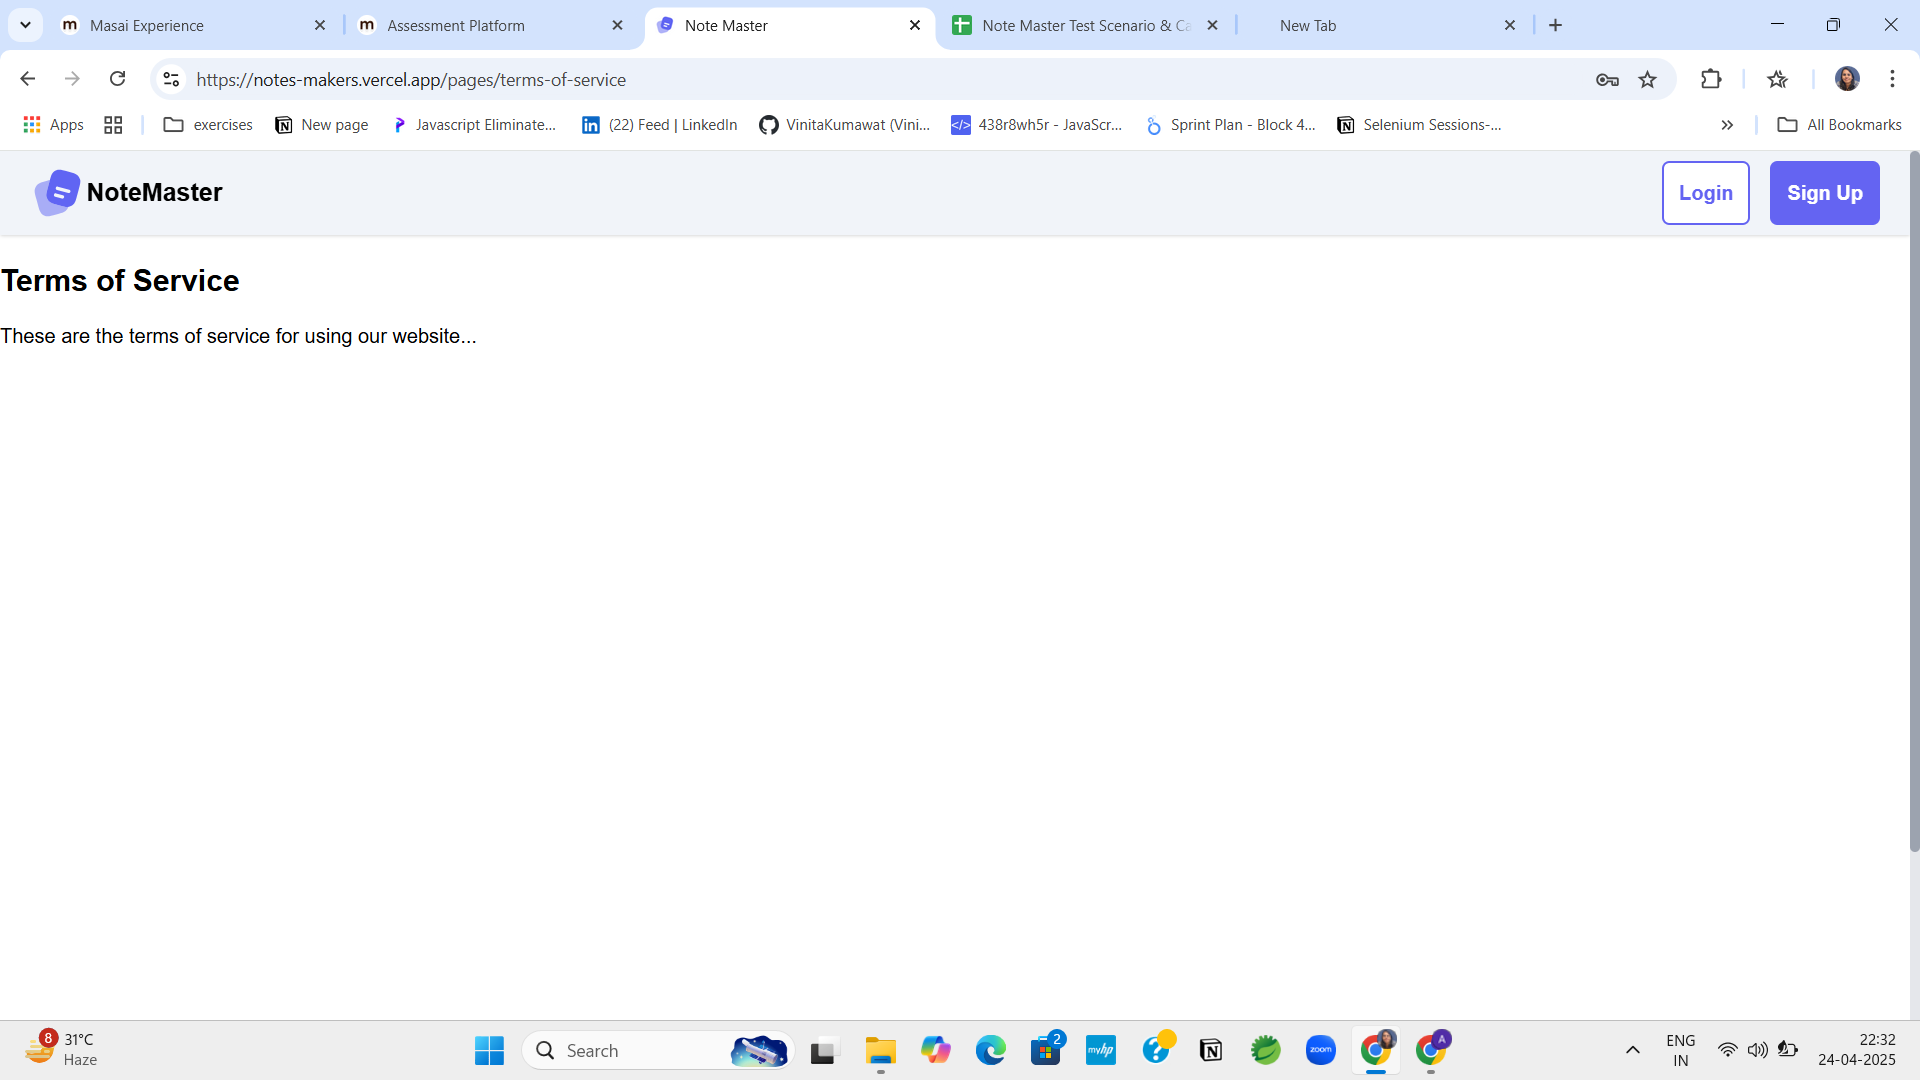 Masai Experience
Assessment Platform
Note Master
Note Master Test Scenario & Ca
New Tab
https://notes-makers.vercel.app/pages/terms-of-service
Apps
exercises
New page
Javascript Eliminate...
(22) Feed | LinkedIn
VinitaKumawat (Vini...
438r8wh5r - JavaScr...
Sprint Plan - Block 4...
Selenium Sessions-...
All Bookmarks
NoteMaster
Login
Sign Up
Terms of Service
These are the terms of service for using our website...
8
31°C
Haze
Search
2
myhp
zoom
A
ENG
IN
22:32
24-04-2025